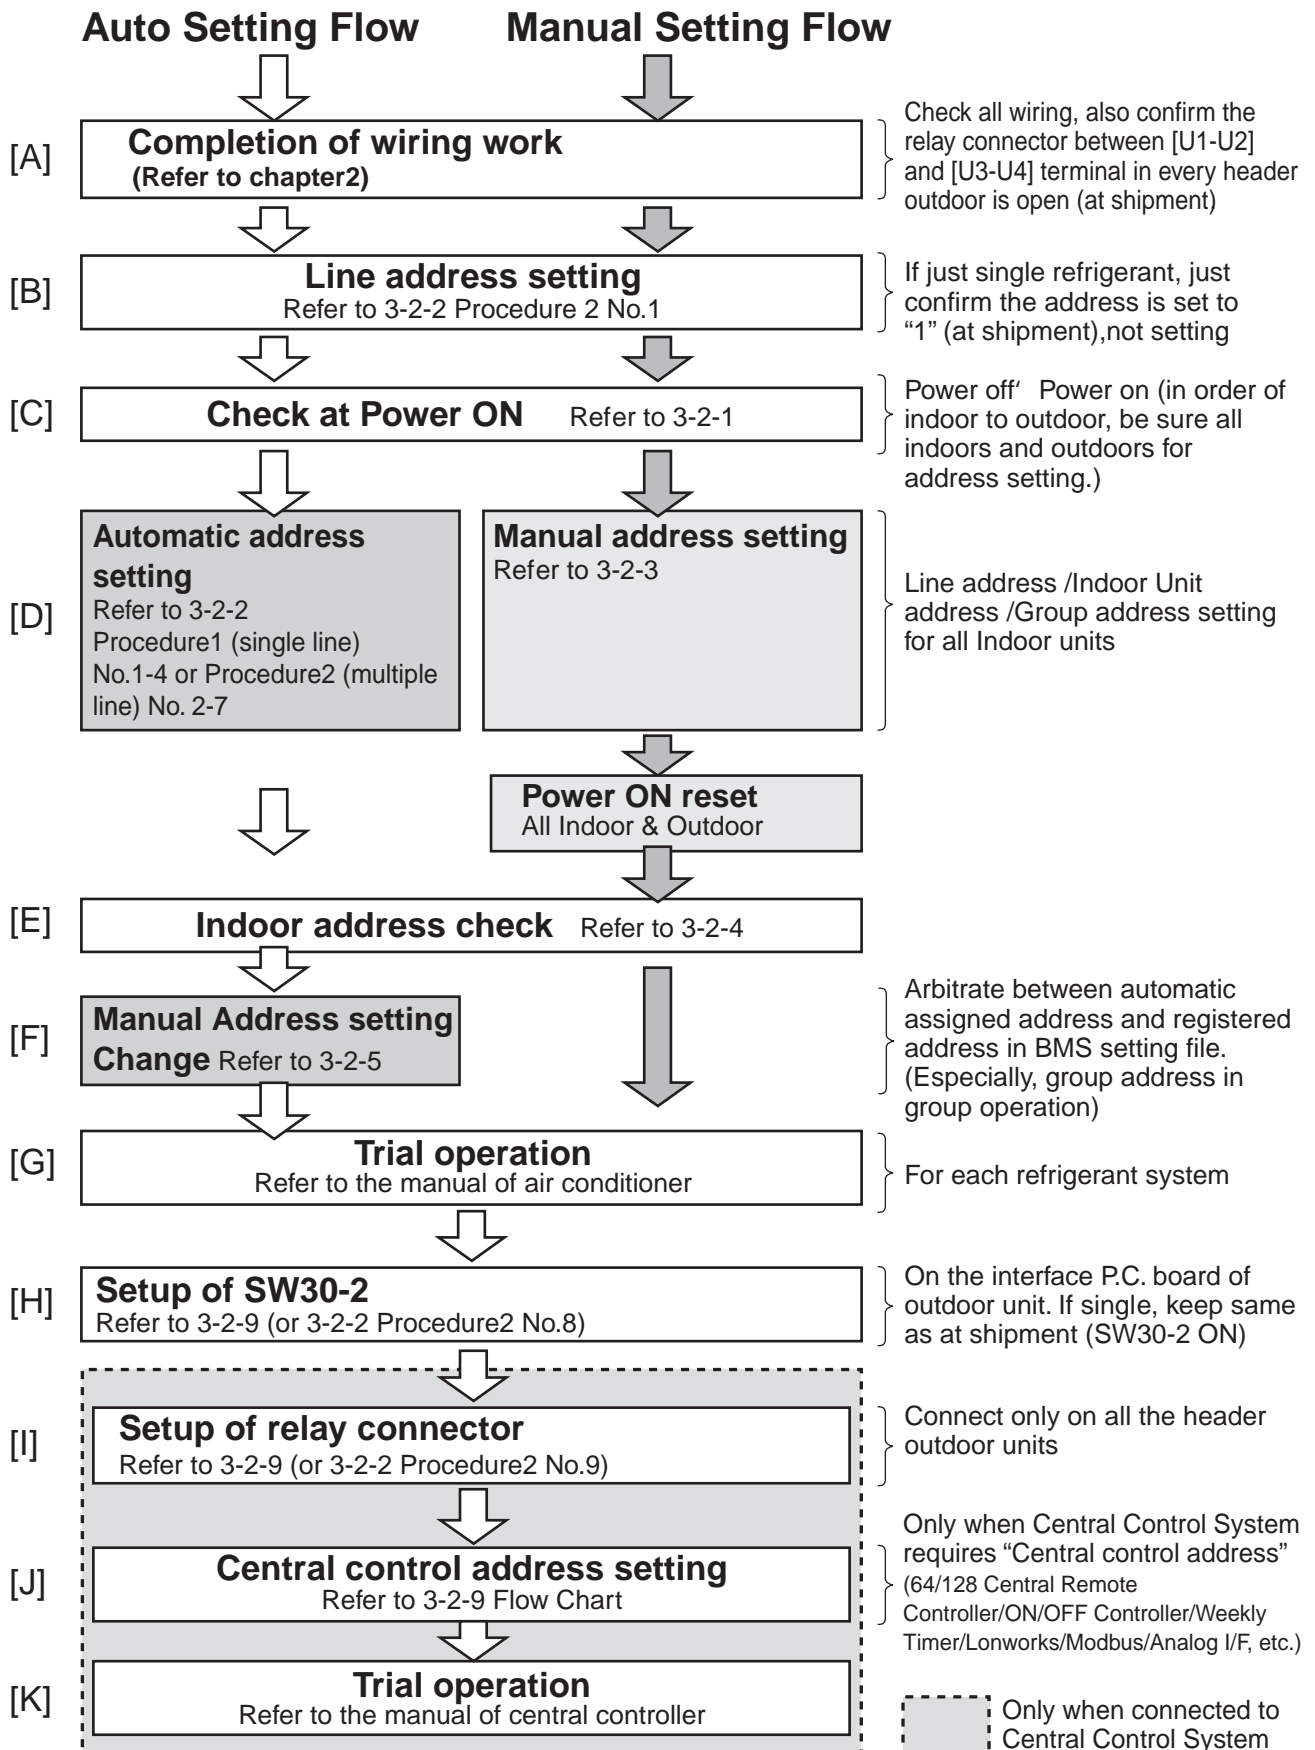 Auto Setting Flow
Manual Setting Flow
[A]
Completion of wiring work
(Refer to chapter2)
Check all wiring, also confirm the
relay connector between [U1-U2]
and [U3-U4] terminal in every header
outdoor is open (at shipment)
[B]
Line address setting
Refer to 3-2-2 Procedure 2 No.1
If just single refrigerant, just
confirm the address is set to
“1” (at shipment),not setting
[C]
Check at Power ON Refer to 3-2-1
Power off‘ Power on (in order of
indoor to outdoor, be sure all
indoors and outdoors for
address setting.)
[D]
Automatic address
setting
Refer to 3-2-2
Procedure1 (single line)
No.1-4 or Procedure2 (multiple
line) No. 2-7
Manual address setting
Refer to 3-2-3
Line address /Indoor Unit
address /Group address setting
for all Indoor units
Power ON reset
All Indoor & Outdoor
[E]
Indoor address check Refer to 3-2-4
[F]
Manual Address setting
Change Refer to 3-2-5
Arbitrate between automatic
assigned address and registered
address in BMS setting file.
(Especially, group address in
group operation)
[G]
Trial operation
Refer to the manual of air conditioner
For each refrigerant system
[H]
Setup of SW30-2
Refer to 3-2-9 (or 3-2-2 Procedure2 No.8)
On the interface P.C. board of
outdoor unit. If single, keep same
as at shipment (SW30-2 ON)
[I]
Setup of relay connector
Refer to 3-2-9 (or 3-2-2 Procedure2 No.9)
Connect only on all the header
outdoor units
[J]
Central control address setting
Refer to 3-2-9 Flow Chart
Only when Central Control System
requires “Central control address”
(64/128 Central Remote
Controller/ON/OFF Controller/Weekly
Timer/Lonworks/Modbus/Analog I/F, etc.)
[K]
Trial operation
Refer to the manual of central controller
Only when connected to
Central Control System